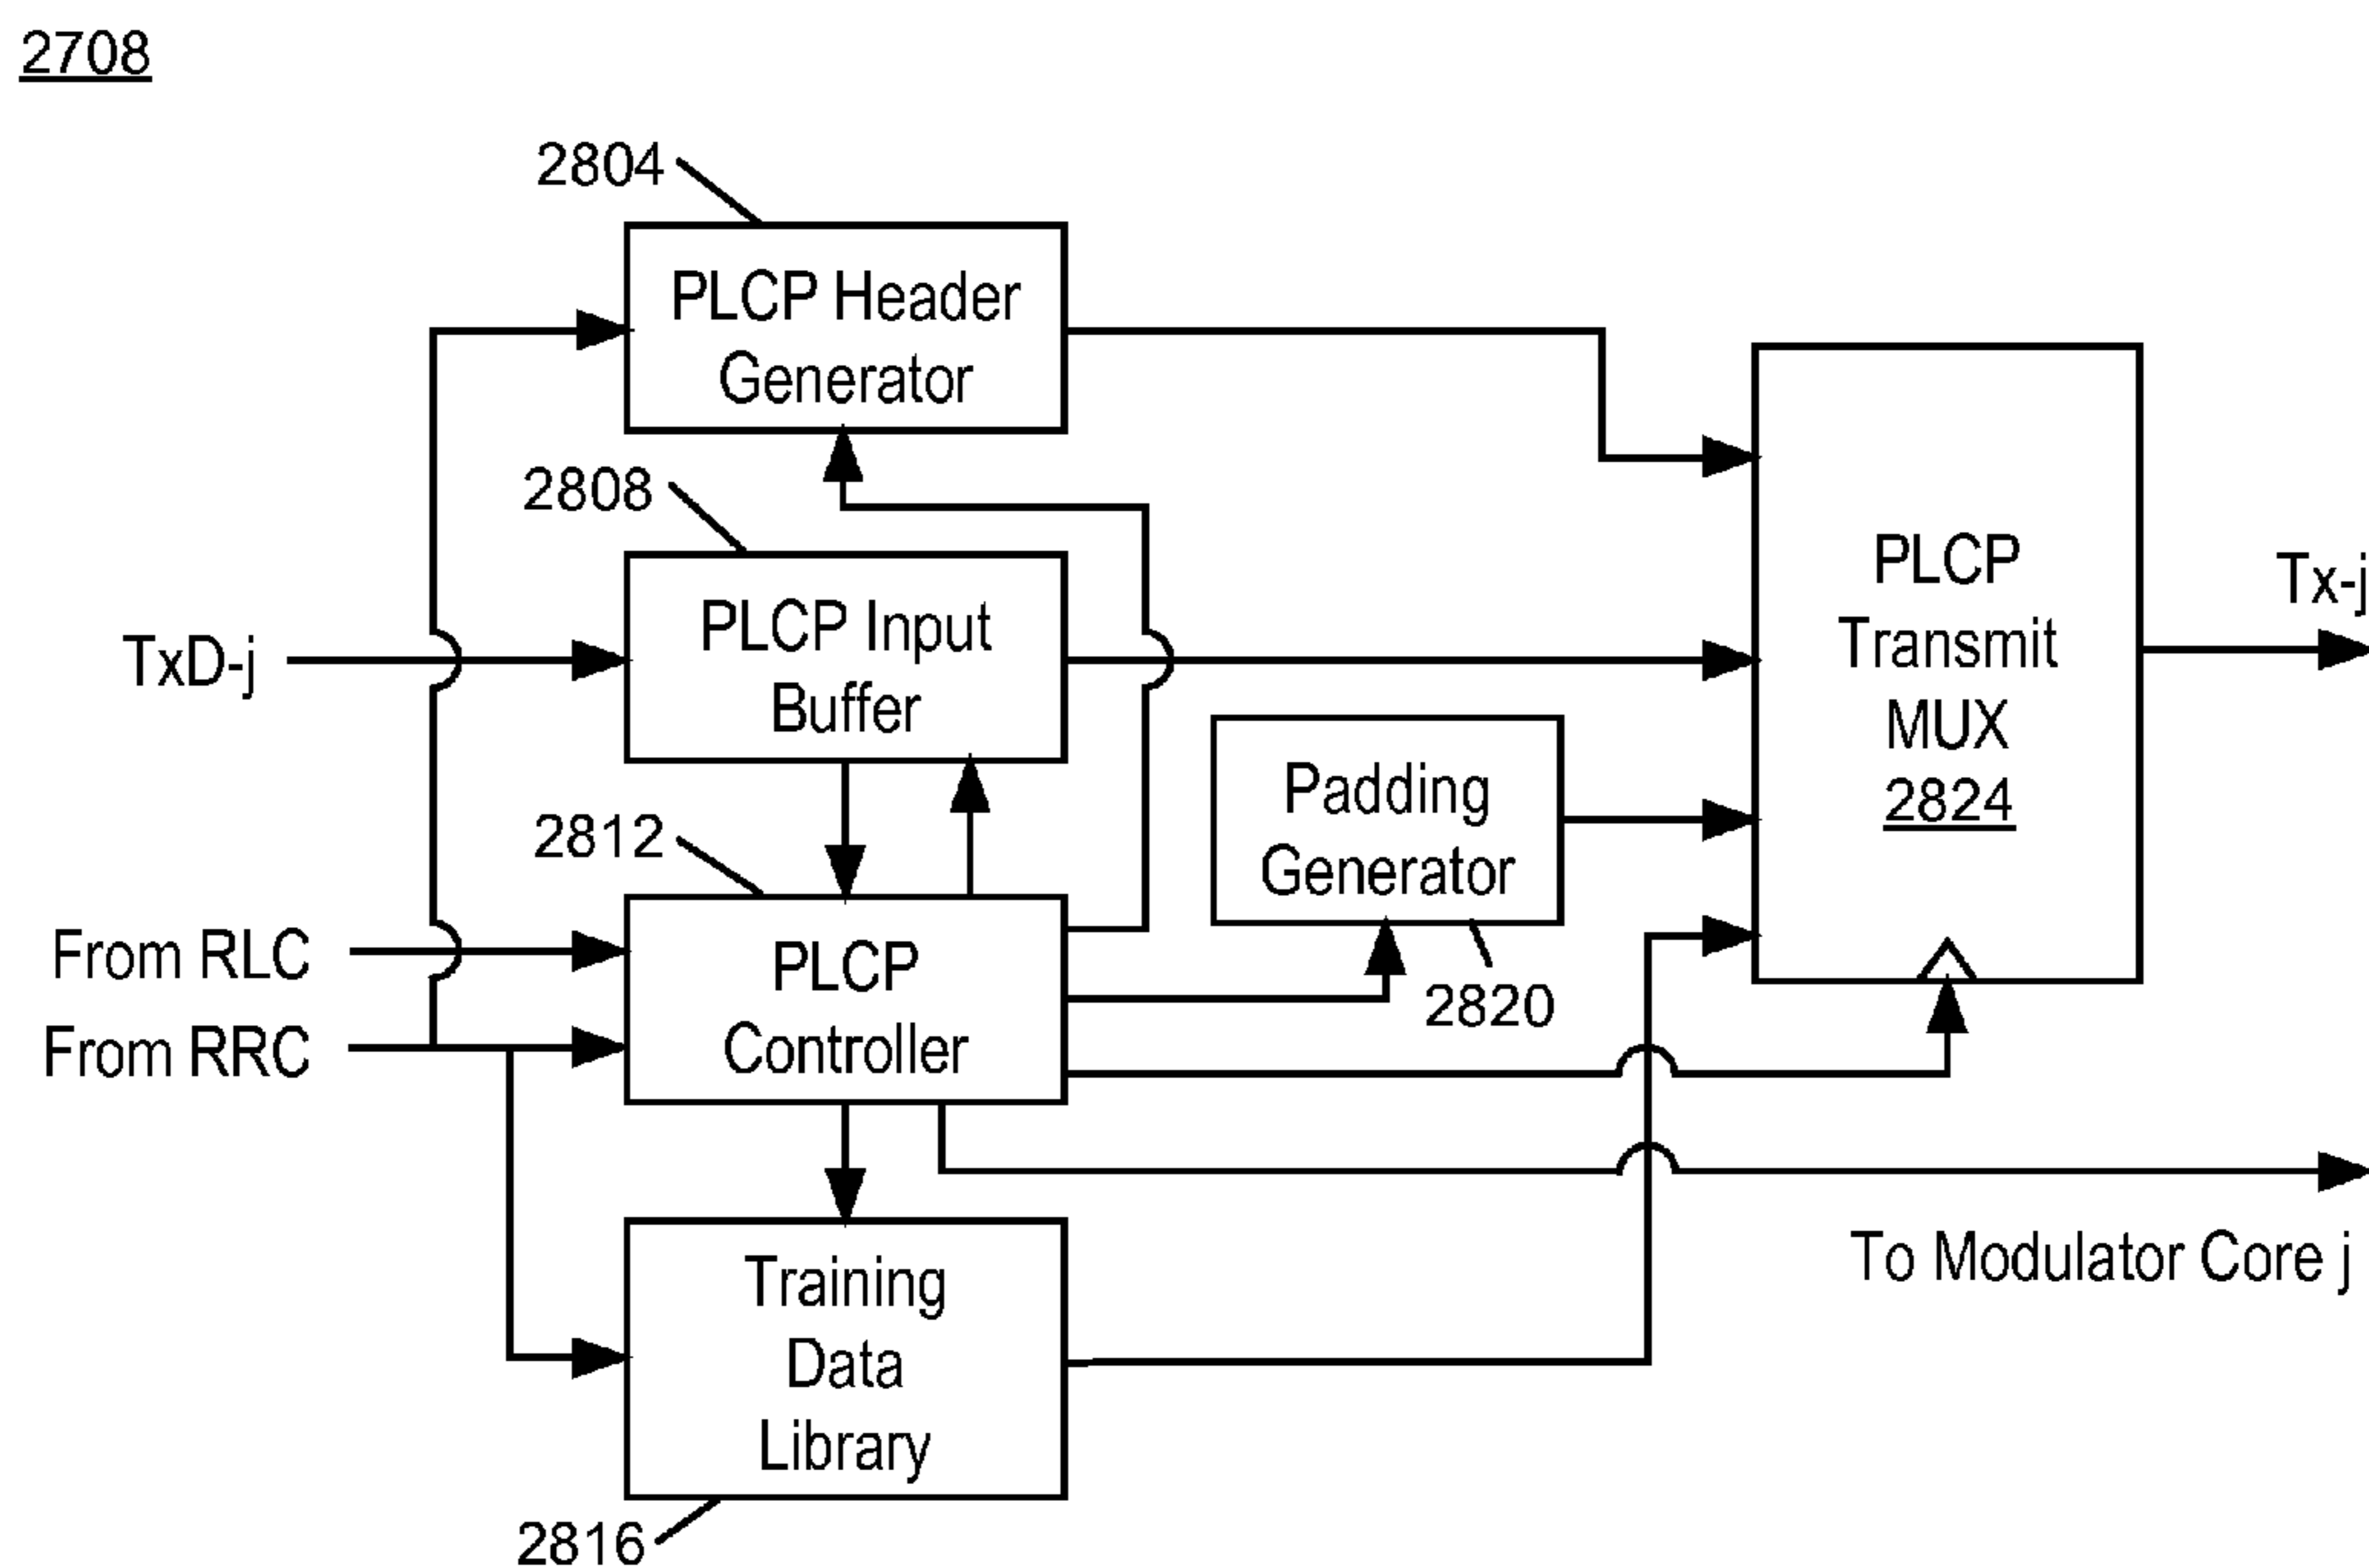 2708
2804
PLCP Header
Generator
2808
PLCP Input
Buffer
TxD-j
PLCP
Transmit
MUX
2824
Tx-j
Padding
Generator
2820
2812
From RLC
From RRC
PLCP
Controller
To Modulator Core j
Training
Data
Library
2816